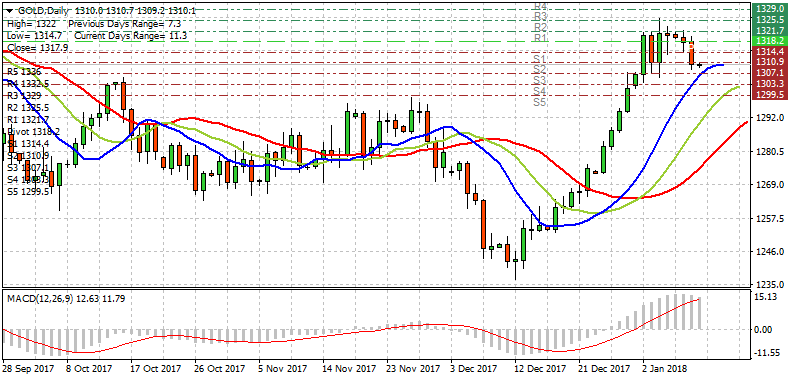 GOLD,Daily 1310.0 1310.7 1309.2 1310.1
High= 1322 Previous Days Range= 7.3
Low= 1314.7 Current Days Range= 11.3
Close= 1317.9
R5 1336
R4 1332.5
R3 1329
R2 1325.5
R1 1321.7
Pivot 1318.2
S1 1314.4
S2 1310.9
S3 1307.1
S4 1303.3
S5 1299.5
R4
R3
R2
R1
S1
S2
S3
S4
S5
1329.0
1325.5
1321.7
1318.2
1314.4
1310.9
1307.1
1303.3
1299.5
1292.0
1280.5
1269.0
1257.5
1246.0
1235.0
MACD(12,26,9) 12.63 11.79
15.13
0.00
-11.55
28 Sep 2017 8 Oct 2017 17 Oct 2017 26 Oct 2017 5 Nov 2017 14 Nov 2017 23 Nov 2017 3 Dec 2017 12 Dec 2017 21 Dec 2017 2 Jan 2018